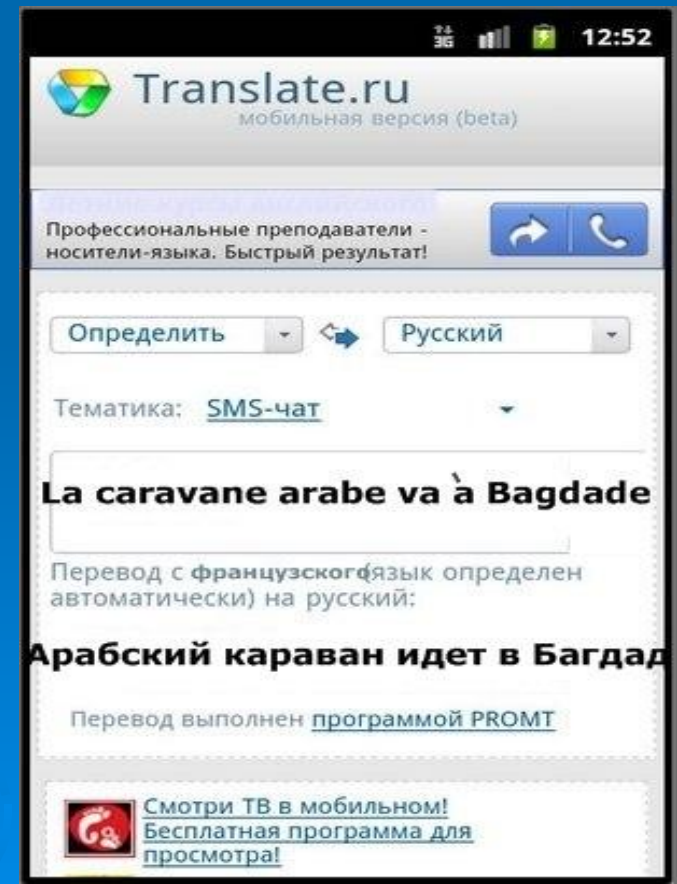 3G 12:52
Translate.ru
мобильная версия (beta)
Профессиональные преподаватели -
носители-языка. Быстрый результат!
Определить Русский
Тематика: SMS-чат
La caravane arabe va à Bagdade
Перевод с французского(язык определен
автоматически) на русский:
Арабский караван идет в Багдад
Перевод выполнен программой PROMT
Смотри ТВ в мобильном!
Бесплатная программа для
просмотра!